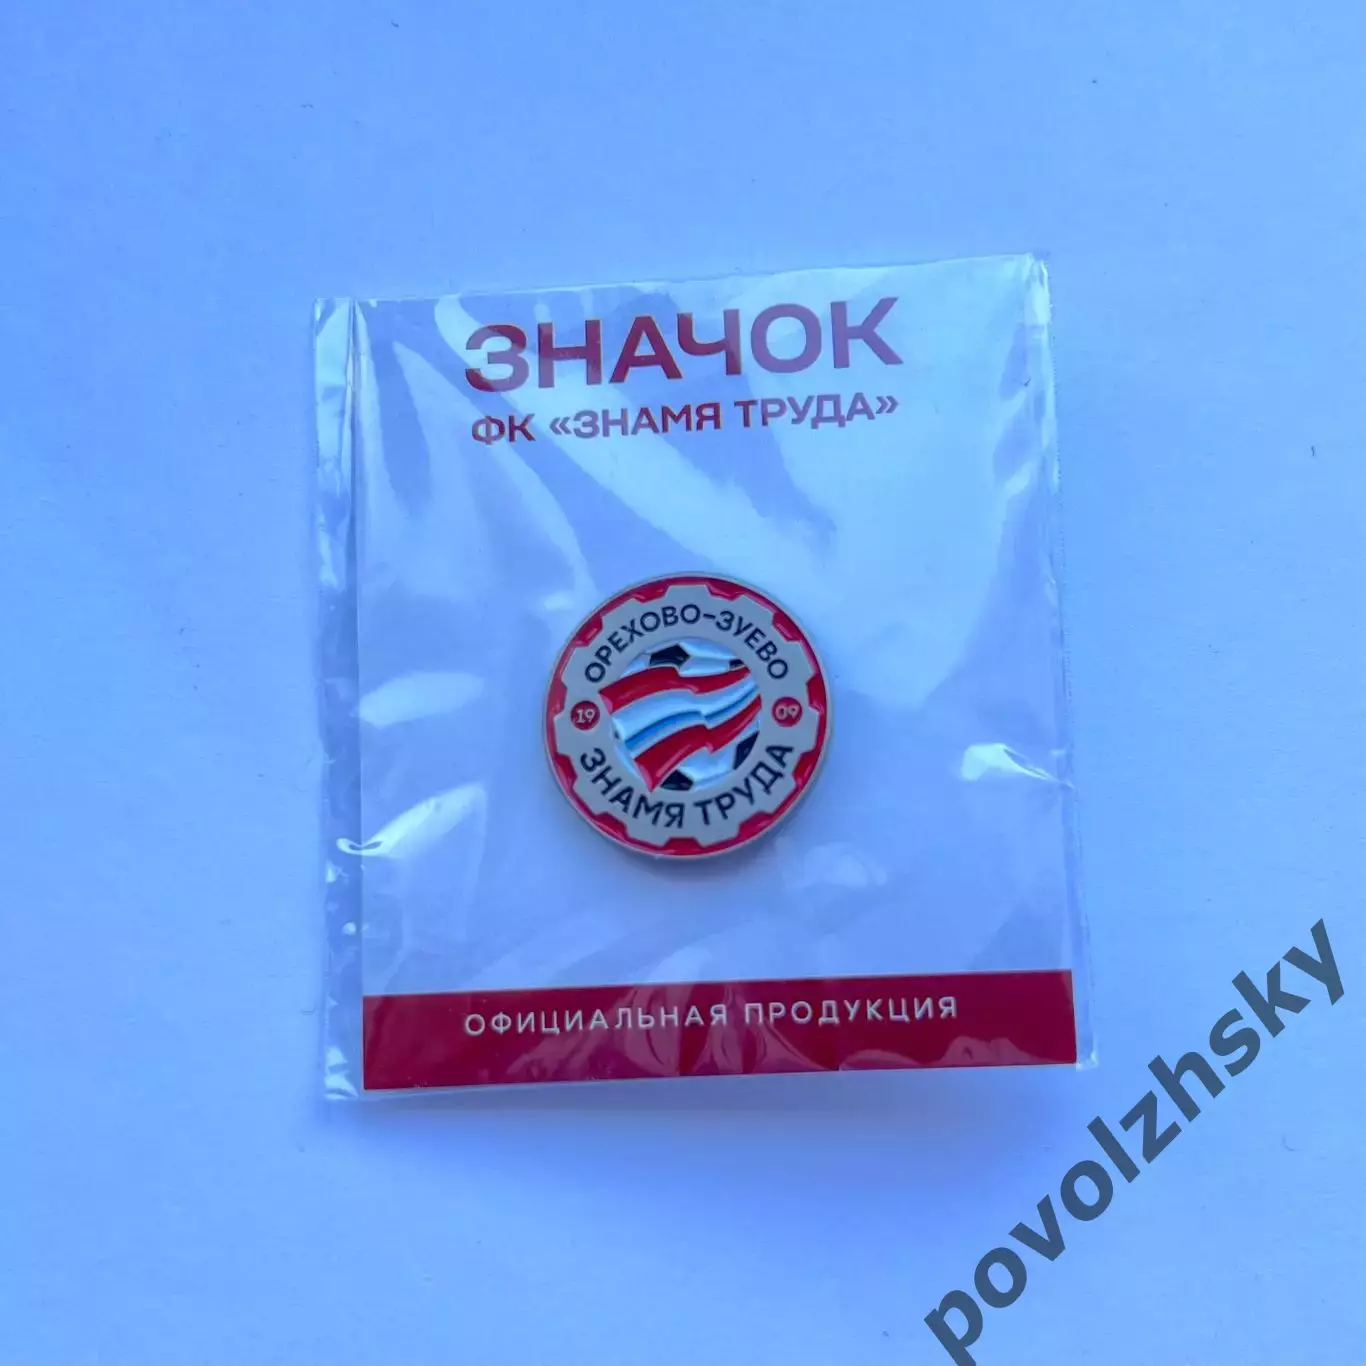 ЗНАЧОК
ФК «ЗНАМЯ ТРУДА»
ОРЕХОВО-ЗУЕВО
19 09
ЗНАМЯ ТРУДА
ОФИЦИАЛЬНАЯ ПРОДУКЦИЯ
povolzhsky